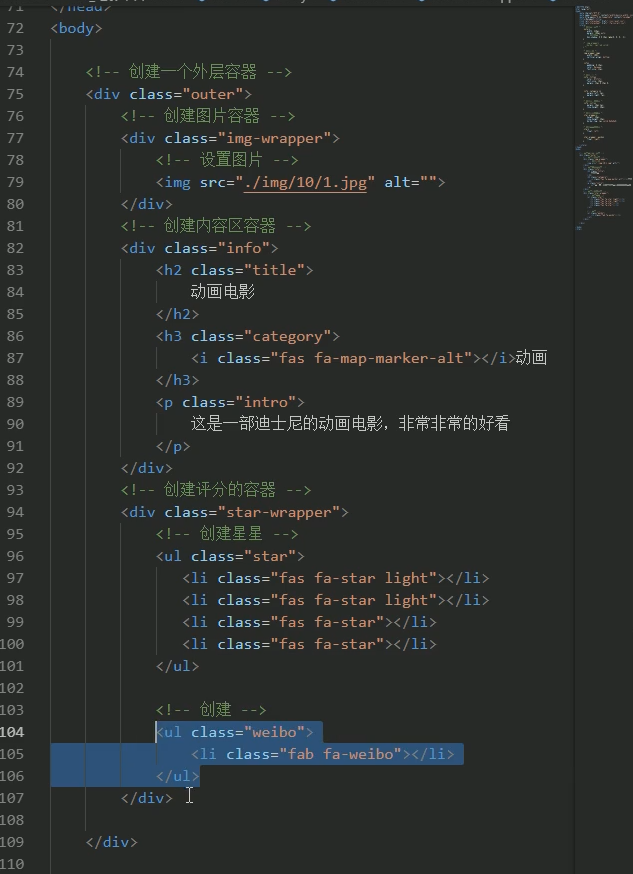 71 </head>
72 <body>
73
74 <!-- 创建一个外层容器 -->
75 <div class="outer">
76 <!-- 创建图片容器 -->
77 <div class="img-wrapper">
78 <!-- 设置图片 -->
79 <img src="./img/10/1.jpg" alt="">
80 </div>
81 <!-- 创建内容区容器 -->
82 <div class="info">
83 <h2 class="title">
84 动画电影
85 </h2>
86 <h3 class="category">
87 <i class="fas fa-map-marker-alt"></i>动画
88 </h3>
89 <p class="intro">
90 这是一部迪士尼的动画电影，非常非常的好看
91 </p>
92 </div>
93 <!-- 创建评分的容器 -->
94 <div class="star-wrapper">
95 <!-- 创建星星 -->
96 <ul class="star">
97 <li class="fas fa-star light"></li>
98 <li class="fas fa-star light"></li>
99 <li class="fas fa-star"></li>
100 <li class="fas fa-star"></li>
101 </ul>
102
103 <!-- 创建 -->
104 <ul class="weibo">
105 <li class="fab fa-weibo"></li>
106 </ul>
107 </div>
108
109 </div>
110